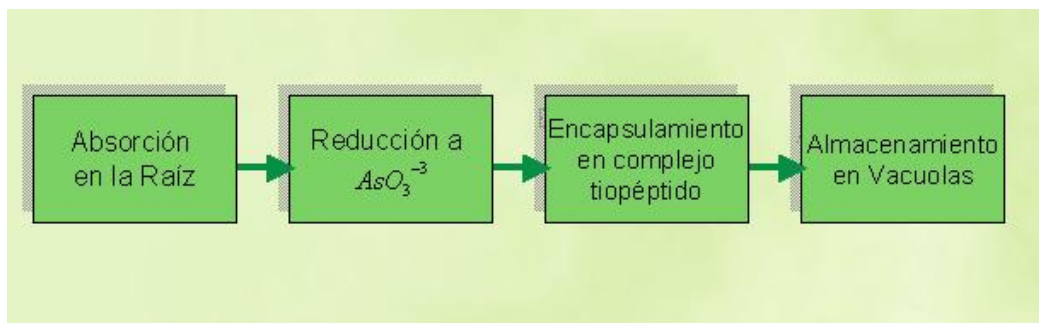 Absorción
en la Raíz
Reducción a
AsO₃⁻³
Encapsulamiento
en complejo
tiopéptido
Almacenamiento
en Vacuolas